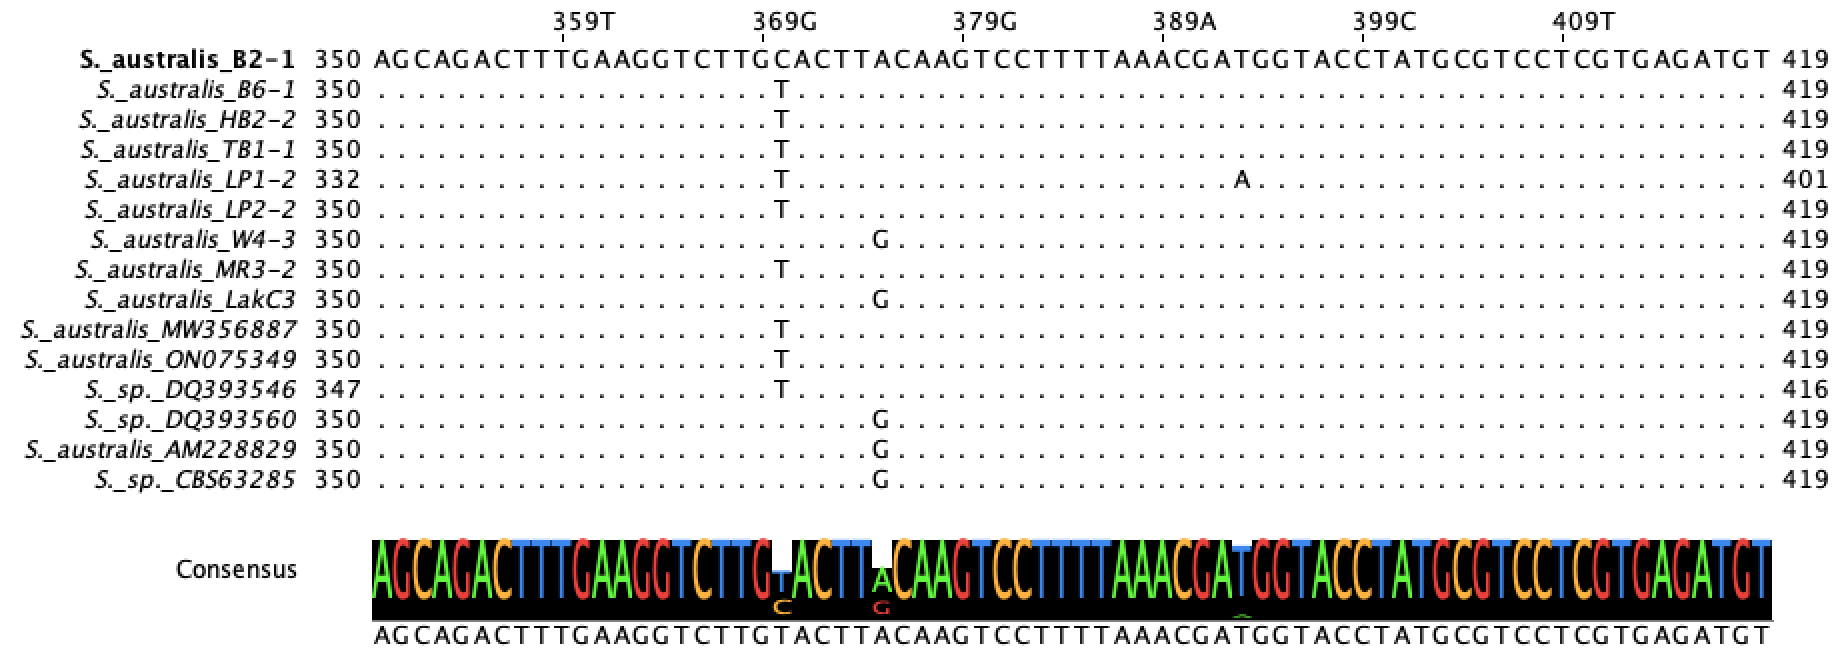 359T 369G 379G 389A 399C 409T
S._australis_B2-1 350 AGCAGACTTTGAAGGTCTTGCACTTACAAGTCCTTTTAAACGATGGTACCTATGCGTCCTCGTGAGATGT 419
S._australis_B6-1 350 ....................T................................................. 419
S._australis_HB2-2 350 ....................T................................................. 419
S._australis_TB1-1 350 ....................T................................................. 419
S._australis_LP1-2 332 ....................T......................A.......................... 401
S._australis_LP2-2 350 ....................T................................................. 419
S._australis_W4-3 350 .........................G............................................ 419
S._australis_MR3-2 350 ....................T................................................. 419
S._australis_LakC3 350 .........................G............................................ 419
S._australis_MW356887 350 ....................T................................................. 419
S._australis_ON075349 350 ....................T................................................. 419
S._sp._DQ393546 347 ....................T................................................. 416
S._sp._DQ393560 350 .........................G............................................ 419
S._australis_AM228829 350 .........................G............................................ 419
S._sp._CBS63285 350 .........................G............................................ 419
Consensus AGCAGACTTTGAAGGTCTTGTACTTACAAGTCCTTTTAAACGATGGTACCTATGCGTCCTCGTGAGATGT
C G A
AGCAGACTTTGAAGGTCTTGTACTTACAAGTCCTTTTAAACGATGGTACCTATGCGTCCTCGTGAGATGT